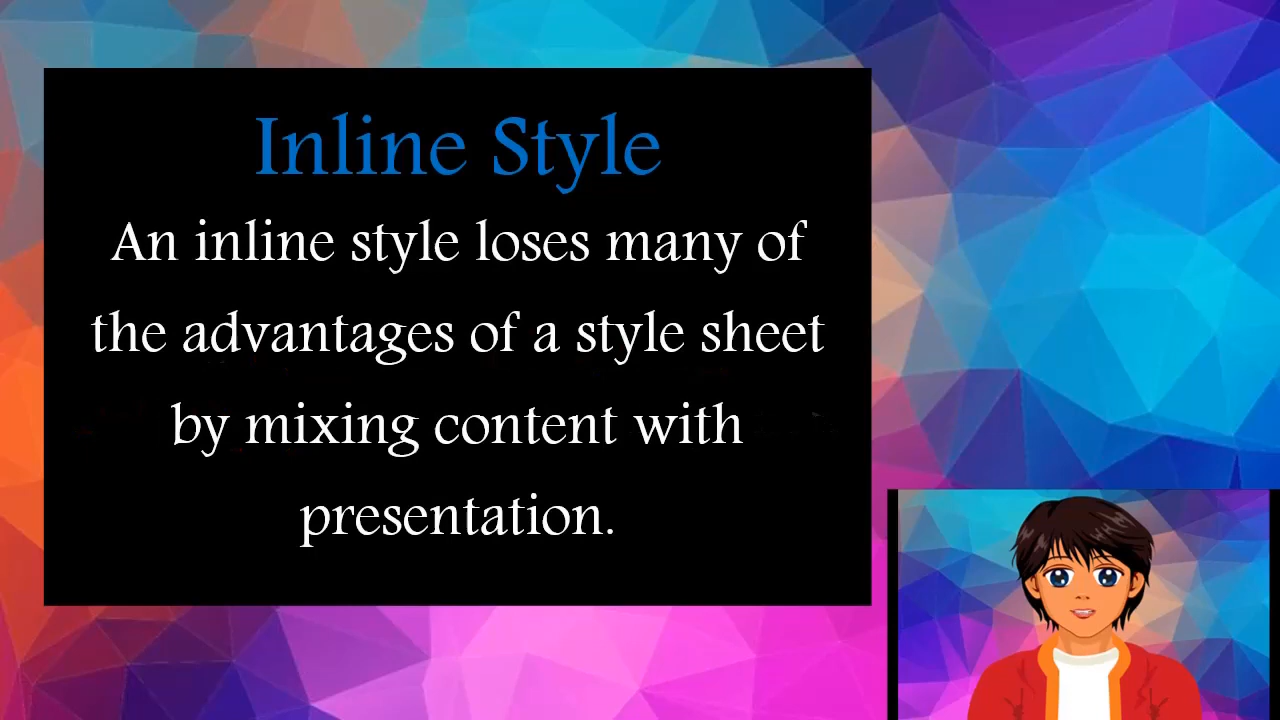 Inline Style
An inline style loses many of
the advantages of a style sheet
by mixing content with
presentation.